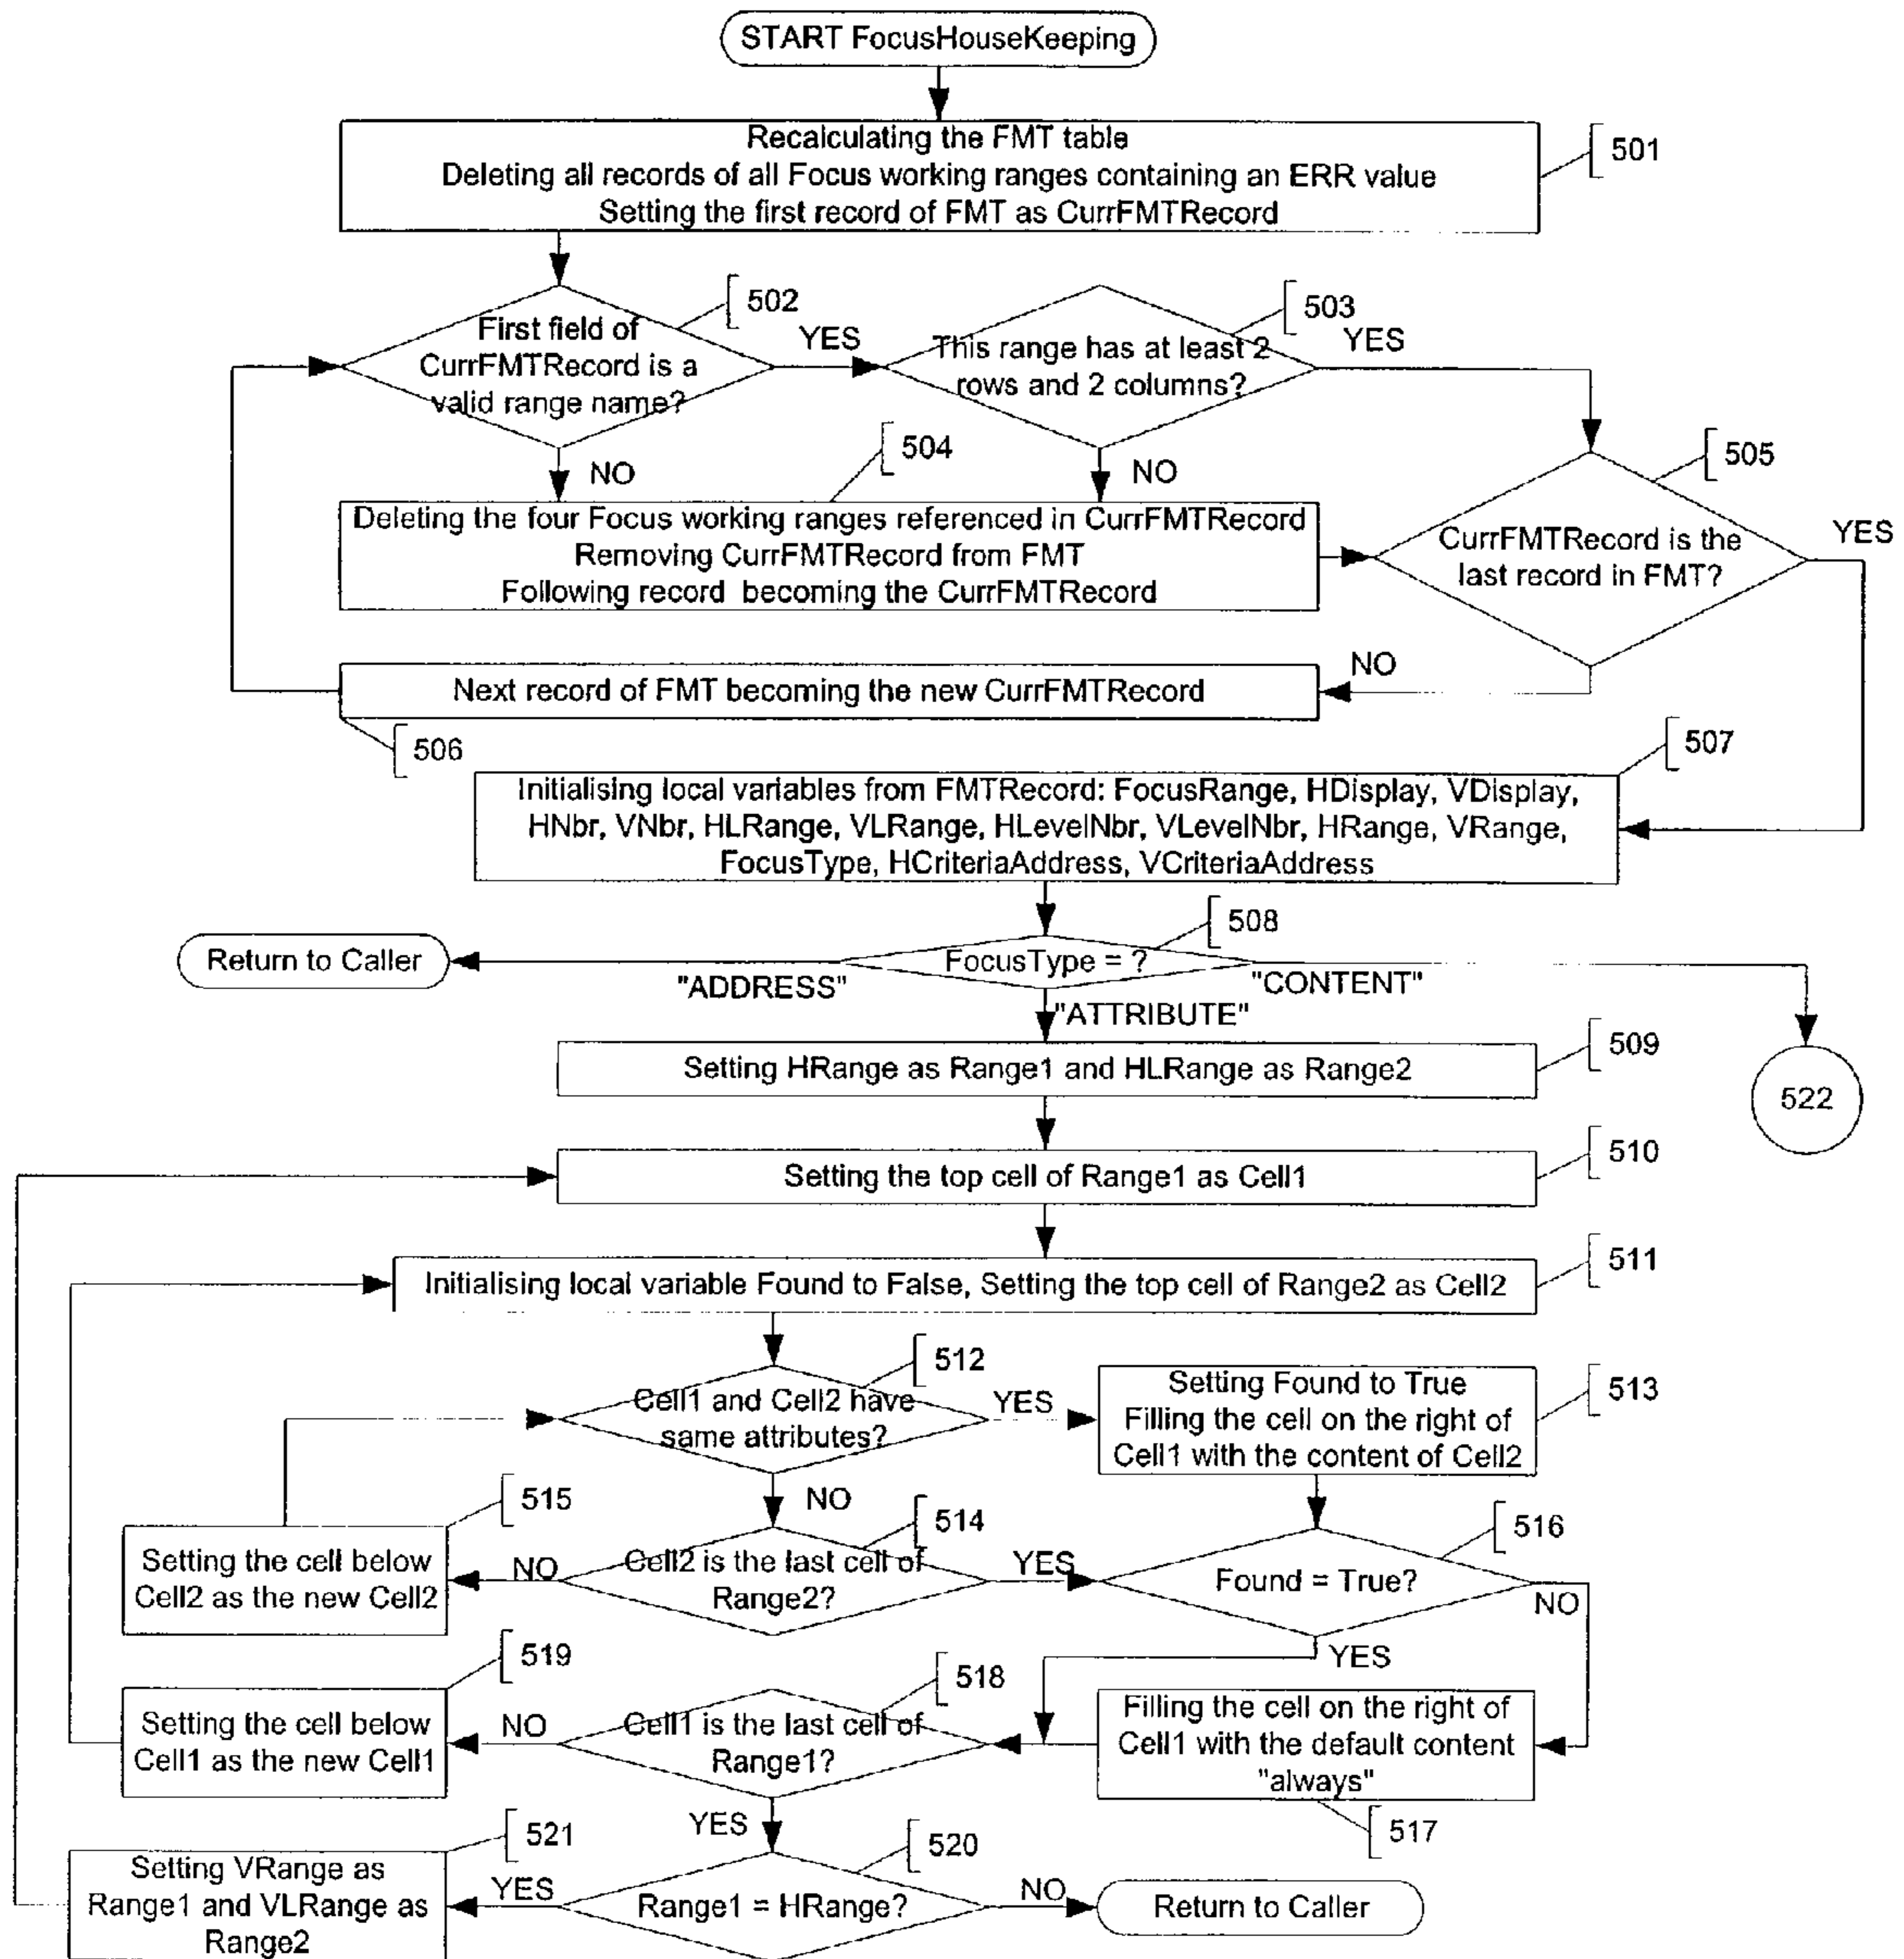 START FocusHouseKeeping
Recalculating the FMT table
Deleting all records of all Focus working ranges containing an ERR value
Setting the first record of FMT as CurrFMTRecord
501
First field of
CurrFMTRecord is a
valid range name?
502
YES
This range has at least 2
rows and 2 columns?
503
YES
NO
504
NO
Deleting the four Focus working ranges referenced in CurrFMTRecord
Removing CurrFMTRecord from FMT
Following record becoming the CurrFMTRecord
505
CurrFMTRecord is the
last record in FMT?
YES
NO
Next record of FMT becoming the new CurrFMTRecord
506
507
Initialising local variables from FMTRecord: FocusRange, HDisplay, VDisplay,
HNbr, VNbr, HLRange, VLRange, HLevelNbr, VLevelNbr, HRange, VRange,
FocusType, HCriteriaAddress, VCriteriaAddress
508
Return to Caller
FocusType = ?
"ADDRESS"
"CONTENT"
"ATTRIBUTE"
Setting HRange as Range1 and HLRange as Range2
509
522
Setting the top cell of Range1 as Cell1
510
Initialising local variable Found to False, Setting the top cell of Range2 as Cell2
511
512
Cell1 and Cell2 have
same attributes?
YES
Setting Found to True
Filling the cell on the right of
Cell1 with the content of Cell2
513
NO
515
514
516
Setting the cell below
Cell2 as the new Cell2
NO
Cell2 is the last cell of
Range2?
YES
Found = True?
NO
YES
519
518
Setting the cell below
Cell1 as the new Cell1
NO
Cell1 is the last cell of
Range1?
Filling the cell on the right of
Cell1 with the default content
"always"
517
YES
521
520
Setting VRange as
Range1 and VLRange as
Range2
YES
Range1 = HRange?
NO
Return to Caller